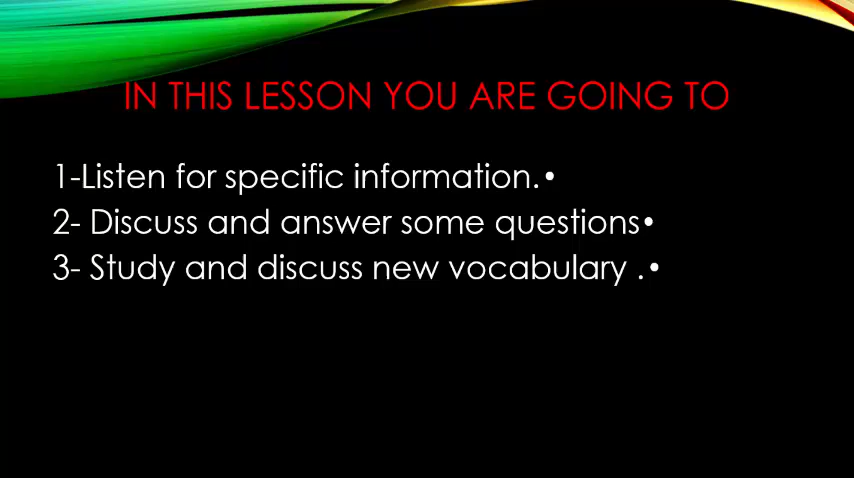 IN THIS LESSON YOU ARE GOING TO
1-Listen for specific information.•
2- Discuss and answer some questions•
3- Study and discuss new vocabulary .•